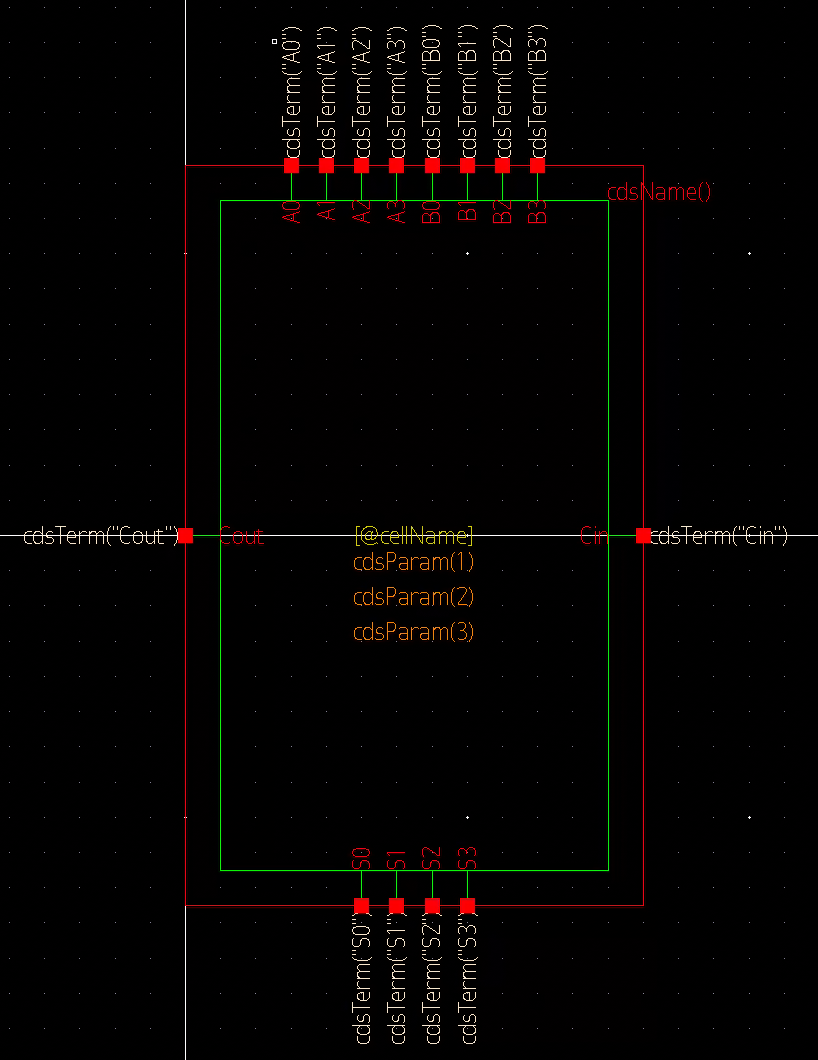 cdsTerm("A0")
cdsTerm("A1")
cdsTerm("A2")
cdsTerm("A3")
cdsTerm("B0")
cdsTerm("B1")
cdsTerm("B2")
cdsTerm("B3")
cdsName()
A0
A1
A2
A3
B0
B1
B2
B3
cdsTerm("Cout")
Cout
[@cellName]
Cin
cdsTerm("Cin")
cdsParam(1)
cdsParam(2)
cdsParam(3)
S0
S1
S2
S3
cdsTerm("S0")
cdsTerm("S1")
cdsTerm("S2")
cdsTerm("S3")